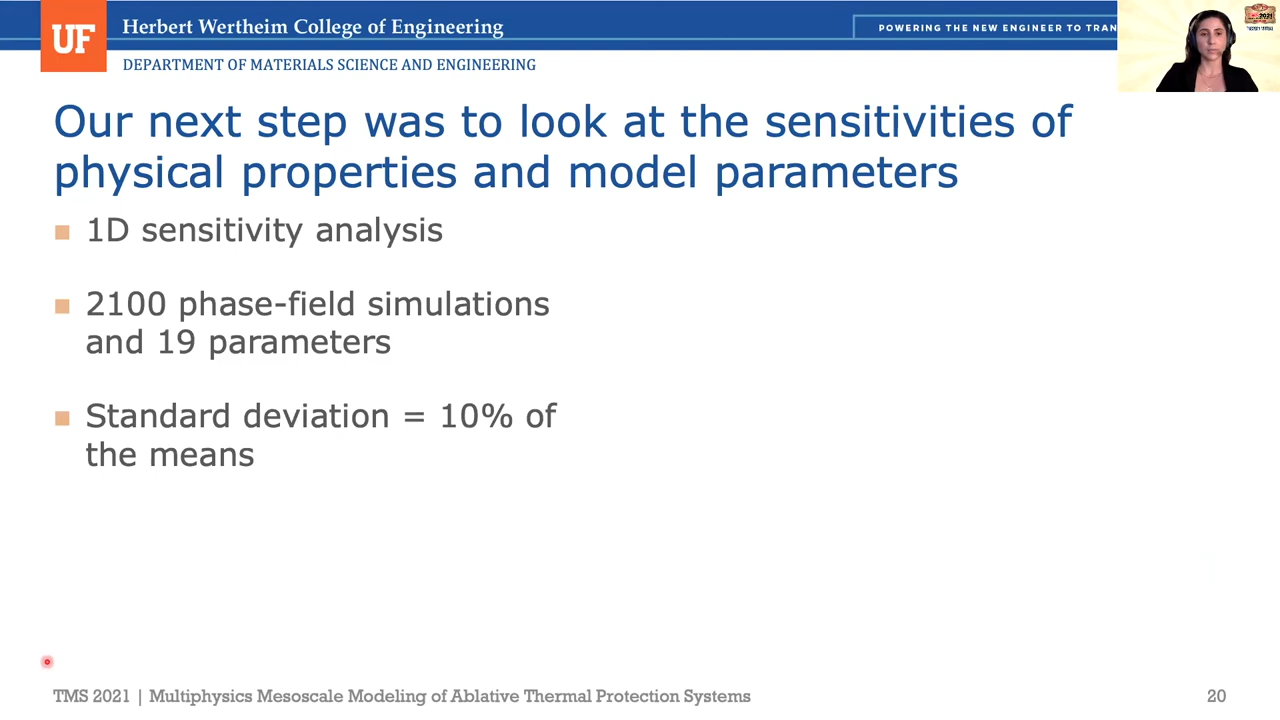 UF
Herbert Wertheim College of Engineering
POWERING THE NEW ENGINEER TO TRAN
TMS2021
DEPARTMENT OF MATERIALS SCIENCE AND ENGINEERING
Our next step was to look at the sensitivities of
physical properties and model parameters
1D sensitivity analysis
2100 phase-field simulations
and 19 parameters
Standard deviation = 10% of
the means
TMS 2021 | Multiphysics Mesoscale Modeling of Ablative Thermal Protection Systems
20